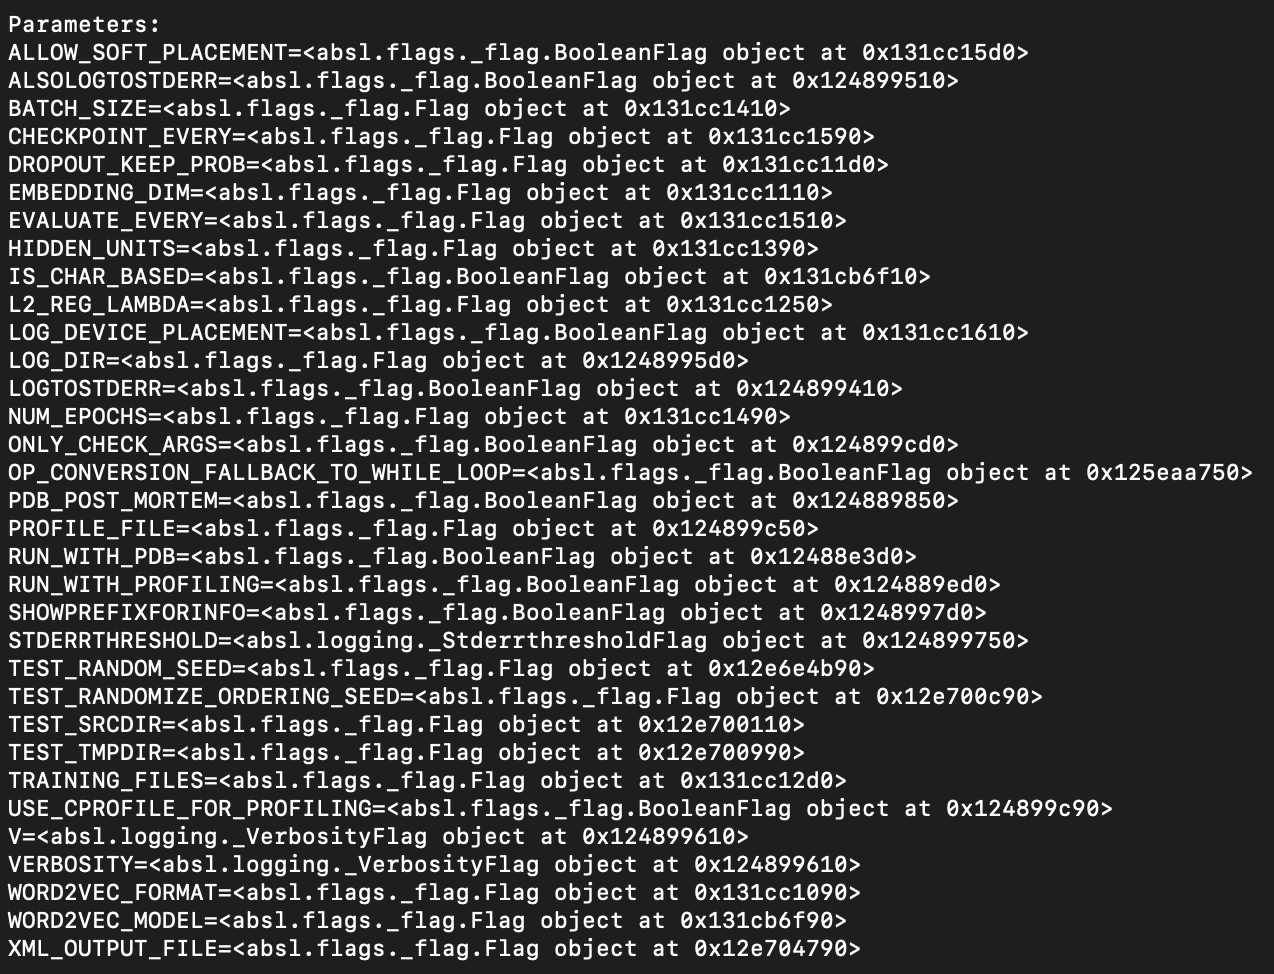 Parameters:
ALLOW_SOFT_PLACEMENT=<absl.flags._flag.BooleanFlag object at 0x131cc15d0>
ALSOLOGTOSTDERR=<absl.flags._flag.BooleanFlag object at 0x124899510>
BATCH_SIZE=<absl.flags._flag.Flag object at 0x131cc1410>
CHECKPOINT_EVERY=<absl.flags._flag.Flag object at 0x131cc1590>
DROPOUT_KEEP_PROB=<absl.flags._flag.Flag object at 0x131cc11d0>
EMBEDDING_DIM=<absl.flags._flag.Flag object at 0x131cc1110>
EVALUATE_EVERY=<absl.flags._flag.Flag object at 0x131cc1510>
HIDDEN_UNITS=<absl.flags._flag.Flag object at 0x131cc1390>
IS_CHAR_BASED=<absl.flags._flag.BooleanFlag object at 0x131cb6f10>
L2_REG_LAMBDA=<absl.flags._flag.Flag object at 0x131cc1250>
LOG_DEVICE_PLACEMENT=<absl.flags._flag.BooleanFlag object at 0x131cc1610>
LOG_DIR=<absl.flags._flag.Flag object at 0x1248995d0>
LOGTOSTDERR=<absl.flags._flag.BooleanFlag object at 0x124899410>
NUM_EPOCHS=<absl.flags._flag.Flag object at 0x131cc1490>
ONLY_CHECK_ARGS=<absl.flags._flag.BooleanFlag object at 0x124899cd0>
OP_CONVERSION_FALLBACK_TO_WHILE_LOOP=<absl.flags._flag.BooleanFlag object at 0x125eaa750>
PDB_POST_MORTEM=<absl.flags._flag.BooleanFlag object at 0x124889850>
PROFILE_FILE=<absl.flags._flag.Flag object at 0x124899c50>
RUN_WITH_PDB=<absl.flags._flag.BooleanFlag object at 0x12488e3d0>
RUN_WITH_PROFILING=<absl.flags._flag.BooleanFlag object at 0x124889ed0>
SHOWPREFIXFORINFO=<absl.flags._flag.BooleanFlag object at 0x1248997d0>
STDERRTHRESHOLD=<absl.logging._StderrthresholdFlag object at 0x124899750>
TEST_RANDOM_SEED=<absl.flags._flag.Flag object at 0x12e6e4b90>
TEST_RANDOMIZE_ORDERING_SEED=<absl.flags._flag.Flag object at 0x12e700c90>
TEST_SRCDIR=<absl.flags._flag.Flag object at 0x12e700110>
TEST_TMPDIR=<absl.flags._flag.Flag object at 0x12e700990>
TRAINING_FILES=<absl.flags._flag.Flag object at 0x131cc12d0>
USE_CPROFILE_FOR_PROFILING=<absl.flags._flag.BooleanFlag object at 0x124899c90>
V=<absl.logging._VerbosityFlag object at 0x124899610>
VERBOSITY=<absl.logging._VerbosityFlag object at 0x124899610>
WORD2VEC_FORMAT=<absl.flags._flag.Flag object at 0x131cc1090>
WORD2VEC_MODEL=<absl.flags._flag.Flag object at 0x131cb6f90>
XML_OUTPUT_FILE=<absl.flags._flag.Flag object at 0x12e704790>